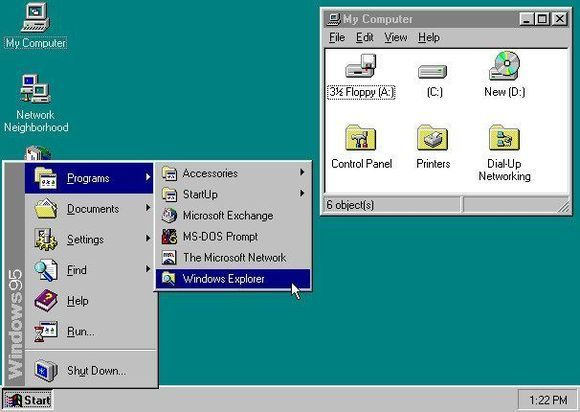 My Computer
Network
Neighborhood
My Computer
File Edit View Help
3½ Floppy (A:)
(C:)
New (D:)
Control Panel
Printers
Dial-Up
Networking
6 object(s)
Windows95
Programs
Documents
Settings
Find
Help
Run...
Shut Down...
Accessories
StartUp
Microsoft Exchange
MS-DOS Prompt
The Microsoft Network
Windows Explorer
Start
1:22 PM